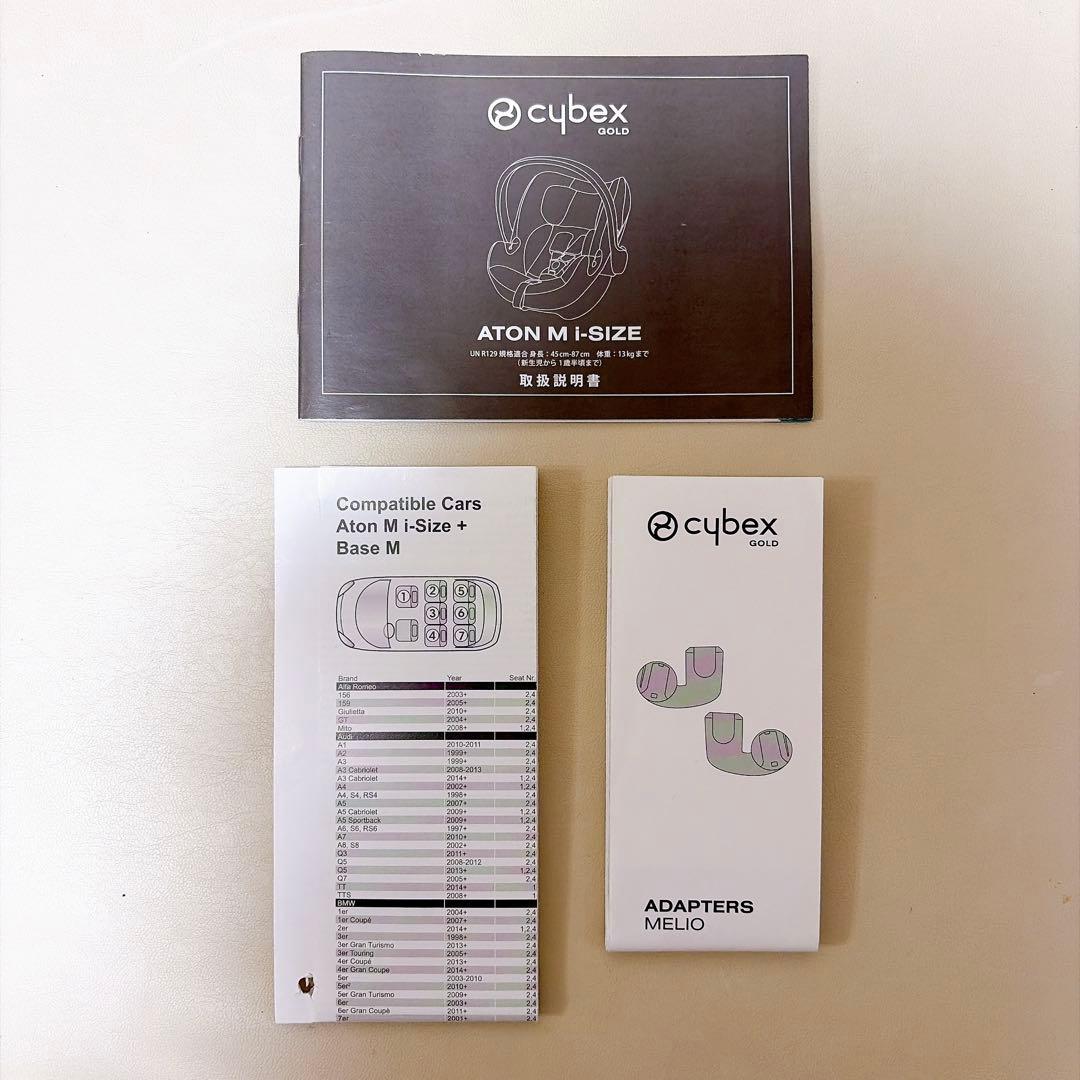 cybex
GOLD
ATON M i-SIZE
UN R129 規格適合 身長：45cm-87cm 体重：13kgまで
（新生児から1歳半頃まで）
取扱説明書
Compatible Cars
Aton M i-Size +
Base M
1 2 5
3 6
4 7
Brand Year Seat Nr.
Alfa Romeo
156 2003+ 2,4
159 2005+ 2,4
Giulietta 2010+ 2,4
GT 2004+ 2,4
Mito 2008+ 1,2,4
Audi
A1 2010-2011 2,4
A2 1999+ 2,4
A3 1999+ 2,4
A3 Cabriolet 2008-2013 2,4
A3 Cabriolet 2014+ 1,2,4
A4 2002+ 1,2,4
A4, S4, RS4 1998+ 2,4
A5 2007+ 2,4
A5 Cabriolet 2009+ 1,2,4
A5 Sportback 2009+ 1,2,4
A6, S6, RS6 1997+ 2,4
A7 2010+ 2,4
A8, S8 2002+ 2,4
Q3 2011+ 2,4
Q5 2008-2012 2,4
Q5 2013+ 1,2,4
Q7 2005+ 2,4
TT 2014+ 1
TTS 2008+ 1
BMW
1er 2004+ 2,4
1er Coupé 2007+ 2,4
2er 2014+ 1,2,4
3er 1998+ 2,4
3er Gran Turismo 2013+ 2,4
3er Touring 2005+ 2,4
4er Coupé 2013+ 2,4
4er Gran Coupe 2014+ 2,4
5er 2003-2010 2,4
5er² 2010+ 2,4
5er Gran Turismo 2009+ 2,4
6er 2003+ 2,4
6er Gran Coupè 2011+ 2,4
7er 2001+ 2,4
cybex
GOLD
ADAPTERS
MELIO